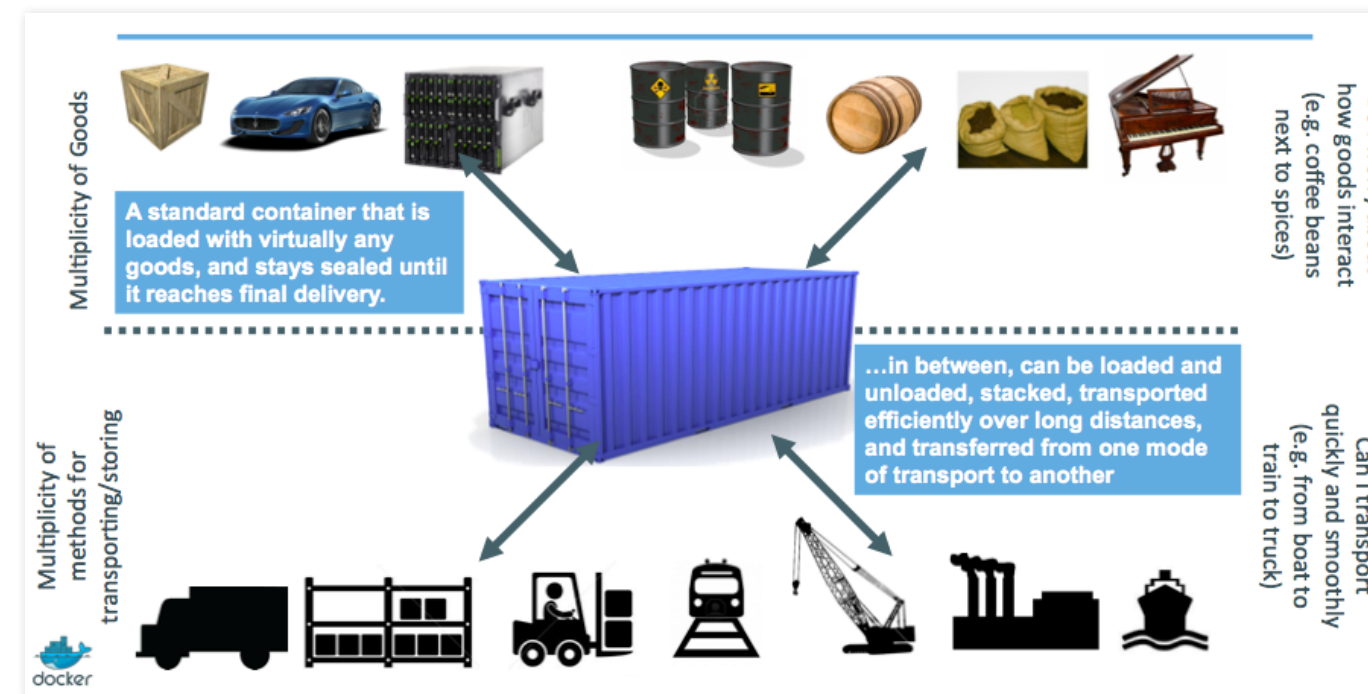 Multiplicity of Goods
A standard container that is
loaded with virtually any
goods, and stays sealed until
it reaches final delivery.
how goods interact
(e.g. coffee beans
next to spices)
…in between, can be loaded and
unloaded, stacked, transported
efficiently over long distances,
and transferred from one mode
of transport to another
Multiplicity of
methods for
transporting/storing
Can I transport
quickly and smoothly
(e.g. from boat to
train to truck)
docker